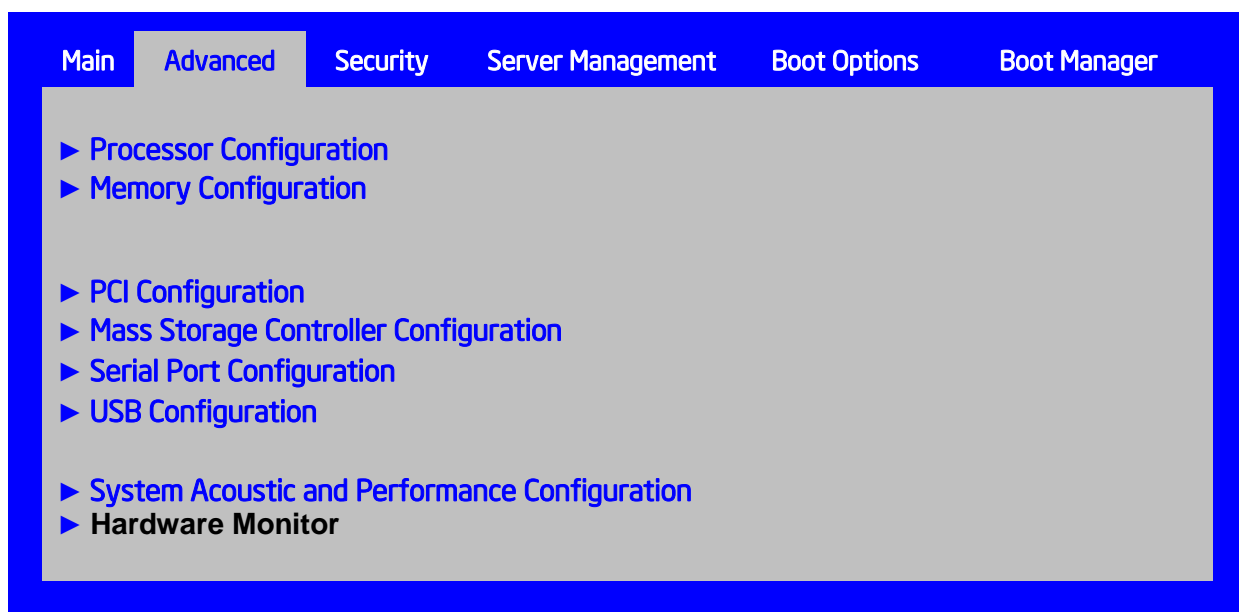 Main Advanced Security Server Management Boot Options Boot Manager
► Processor Configuration
► Memory Configuration
► PCI Configuration
► Mass Storage Controller Configuration
► Serial Port Configuration
► USB Configuration
► System Acoustic and Performance Configuration
► Hardware Monitor